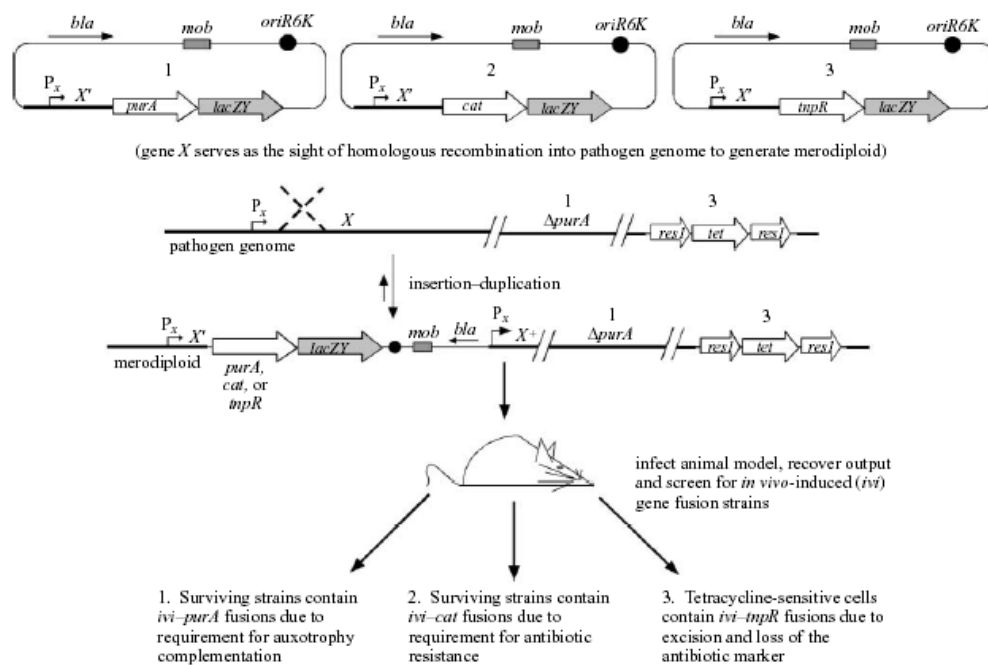 bla mob oriR6K
bla mob oriR6K
bla mob oriR6K
1
2
3
Px X' purA lacZY
Px X' cat lacZY
Px X' tnpR lacZY
(gene X serves as the sight of homologous recombination into pathogen genome to generate merodiploid)
Px X
pathogen genome
1
ΔpurA
3
res1 tet res1
insertion–duplication
Px X' lacZY mob bla Px X+
merodiploid
purA,
cat, or
tnpR
1
ΔpurA
3
res1 tet res1
infect animal model, recover output
and screen for in vivo-induced (ivi)
gene fusion strains
1. Surviving strains contain
ivi–purA fusions due to
requirement for auxotrophy
complementation
2. Surviving strains contain
ivi–cat fusions due to
requirement for antibiotic
resistance
3. Tetracycline-sensitive cells
contain ivi–tnpR fusions due to
excision and loss of the
antibiotic marker